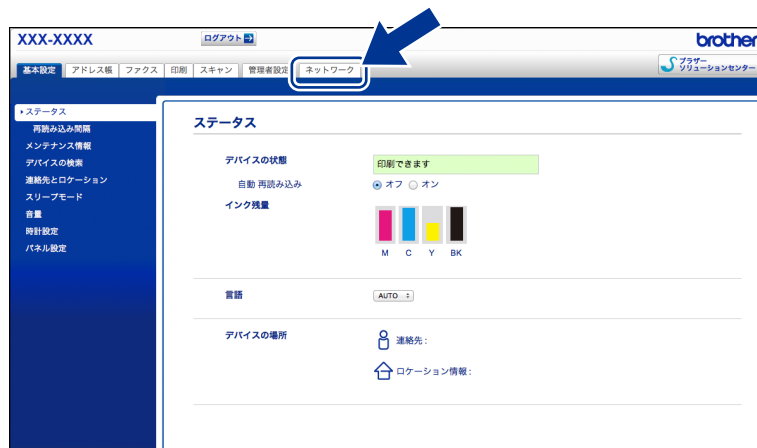 XXX-XXXX
ログアウト
brother
基本設定 アドレス帳 ファクス 印刷 スキャン 管理者設定 ネットワーク
ブラザー
ソリューションセンター
ステータス
再読み込み間隔
メンテナンス情報
デバイスの検索
連絡先とロケーション
スリープモード
音量
時計設定
パネル設定
ステータス
デバイスの状態 印刷できます
自動 再読み込み オフ オン
インク残量
M C Y BK
言語 AUTO
デバイスの場所 連絡先 :
ロケーション情報 :